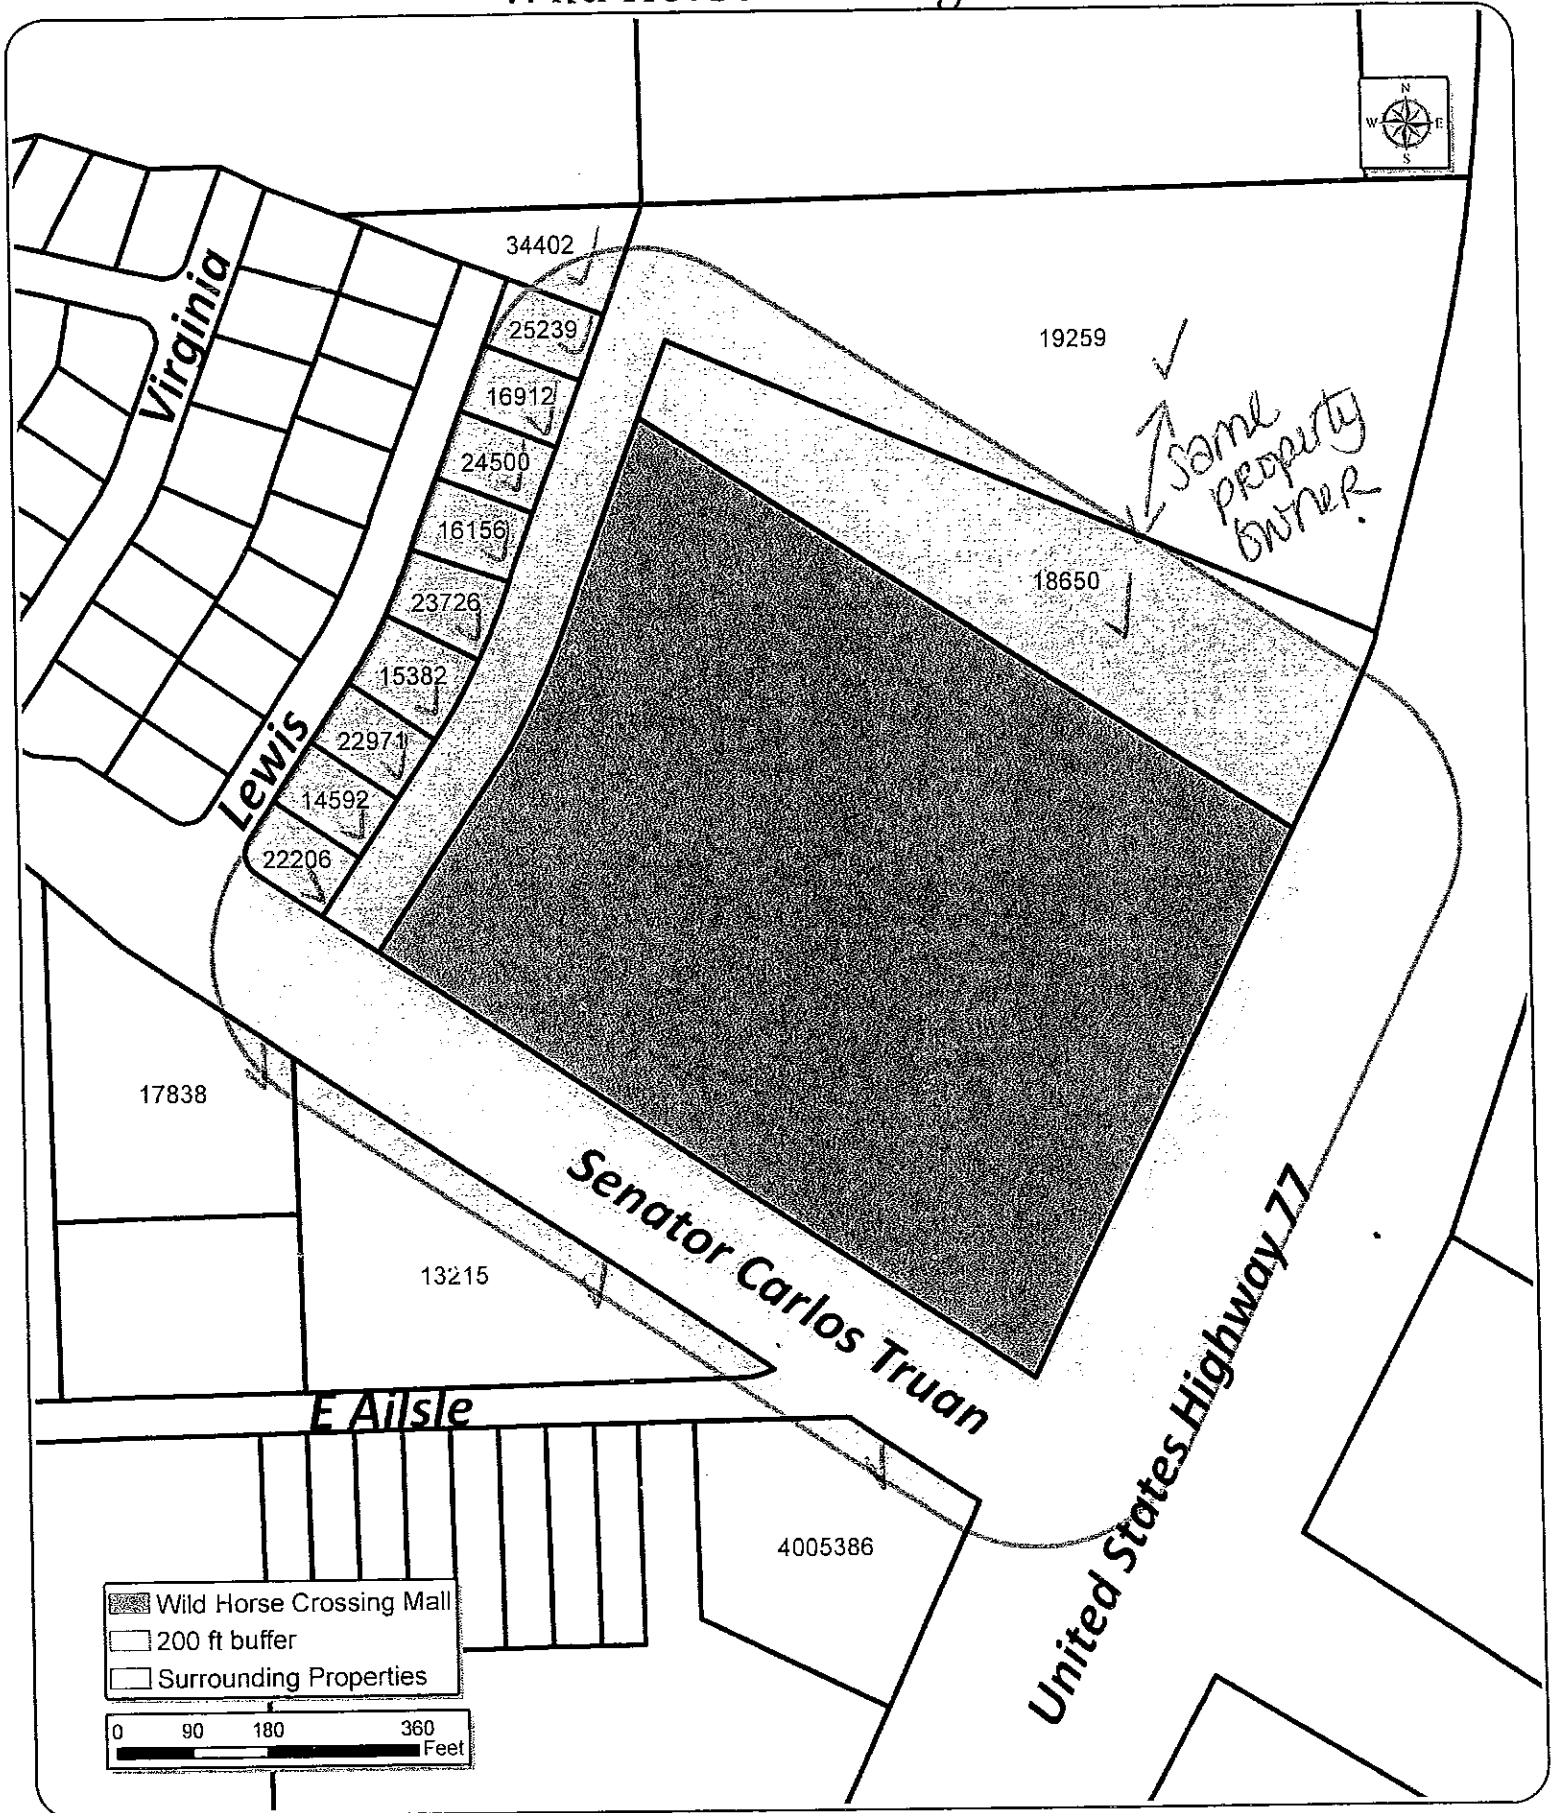 N
W E
S
34402
25239
16912
24500
16156
23726
15382
22971
14592
22206
Virginia
Lewis
19259
same
property
owner.
18650
17838
13215
Senator Carlos Truan
E Ailsle
4005386
United States Highway 77
Wild Horse Crossing Mall
200 ft buffer
Surrounding Properties
0 90 180 360
Feet